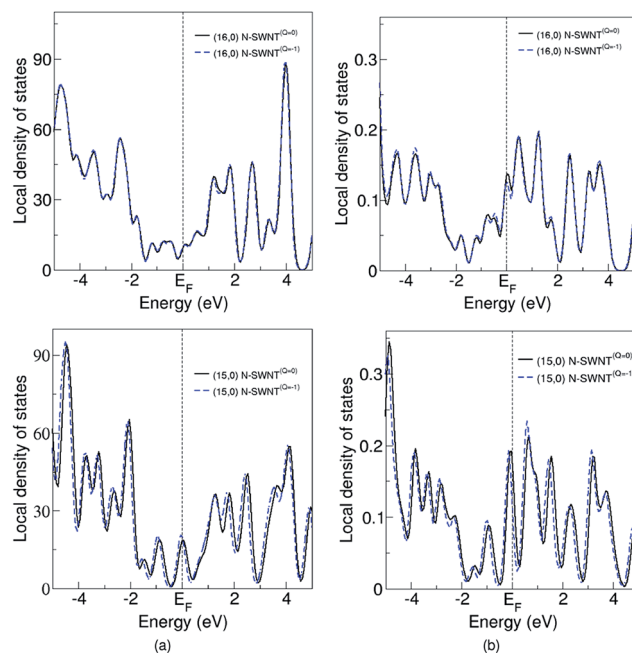 (16,0) N-SWNT(Q=0)
(16,0) N-SWNT(Q=-1)
Local density of states
90
60
30
0
-4
-2
EF
2
4
Energy (eV)
(16,0) N-SWNT(Q=0)
(16,0) N-SWNT(Q=-1)
Local density of states
0.3
0.2
0.1
0
-4
-2
EF
2
4
Energy (eV)
(15,0) N-SWNT(Q=0)
(15,0) N-SWNT(Q=-1)
Local density of states
90
60
30
0
-4
-2
EF
2
4
Energy (eV)
(a)
(15,0) N-SWNT(Q=0)
(15,0) N-SWNT(Q=-1
Local density of states
0.3
0.2
0.1
0
-4
-2
EF
2
4
Energy (eV)
(b)